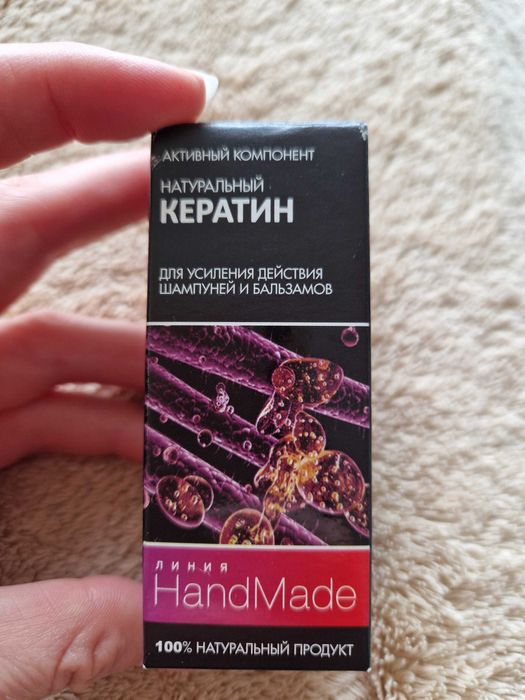 АКТИВНЫЙ КОМПОНЕНТ
НАТУРАЛЬНЫЙ
КЕРАТИН
ДЛЯ УСИЛЕНИЯ ДЕЙСТВИЯ
ШАМПУНЕЙ И БАЛЬЗАМОВ
ЛИНИЯ
HandMade
100% НАТУРАЛЬНЫЙ ПРОДУКТ